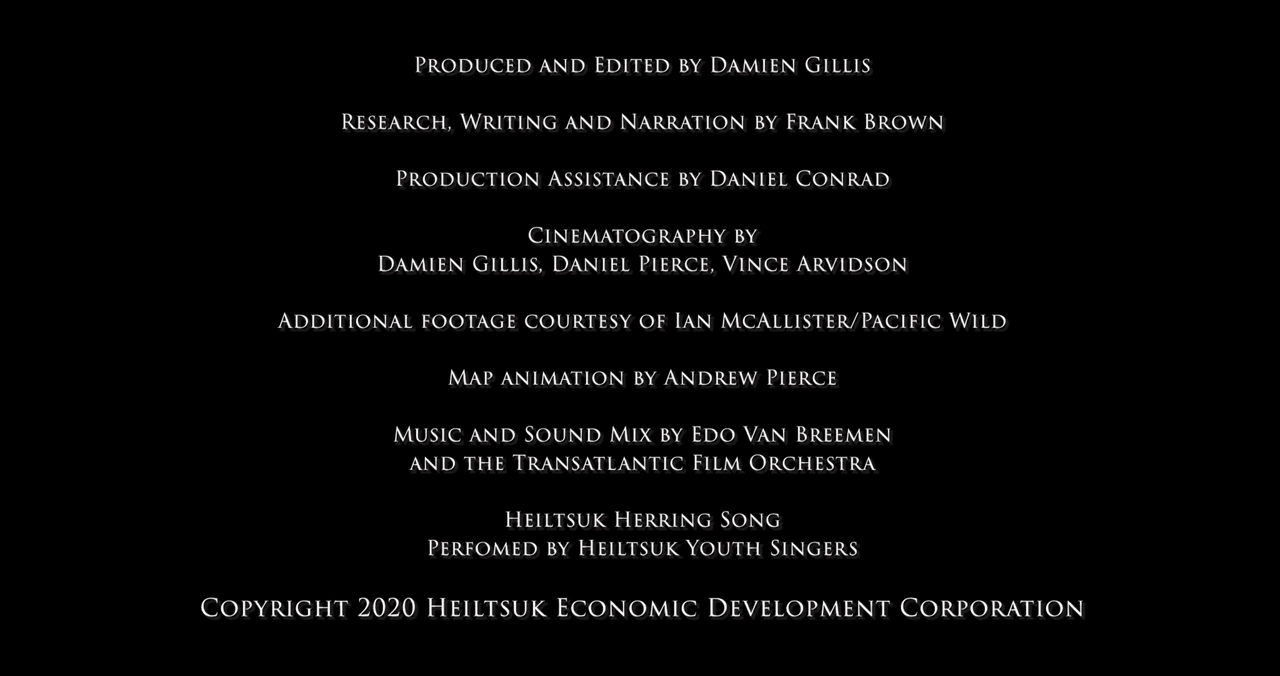 Produced and Edited by Damien Gillis
Research, Writing and Narration by Frank Brown
Production Assistance by Daniel Conrad
Cinematography by
Damien Gillis, Daniel Pierce, Vince Arvidson
Additional footage courtesy of Ian McAllister/Pacific Wild
Map animation by Andrew Pierce
Music and Sound Mix by Edo Van Breemen
and the Transatlantic Film Orchestra
Heiltsuk Herring Song
Perfomed by Heiltsuk Youth Singers
Copyright 2020 Heiltsuk Economic Development Corporation